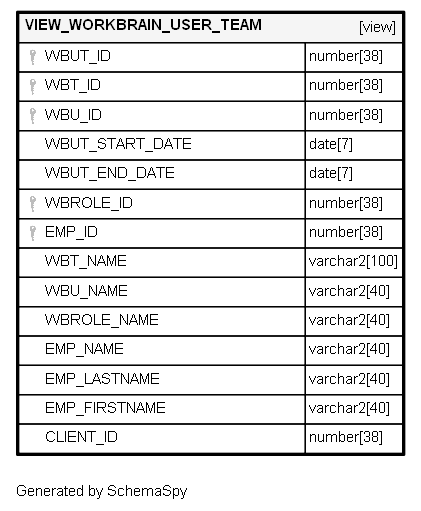 VIEW_WORKBRAIN_USER_TEAM [view]
WBUT_ID number[38]
WBT_ID number[38]
WBU_ID number[38]
WBUT_START_DATE date[7]
WBUT_END_DATE date[7]
WBROLE_ID number[38]
EMP_ID number[38]
WBT_NAME varchar2[100]
WBU_NAME varchar2[40]
WBROLE_NAME varchar2[40]
EMP_NAME varchar2[40]
EMP_LASTNAME varchar2[40]
EMP_FIRSTNAME varchar2[40]
CLIENT_ID number[38]
Generated by SchemaSpy